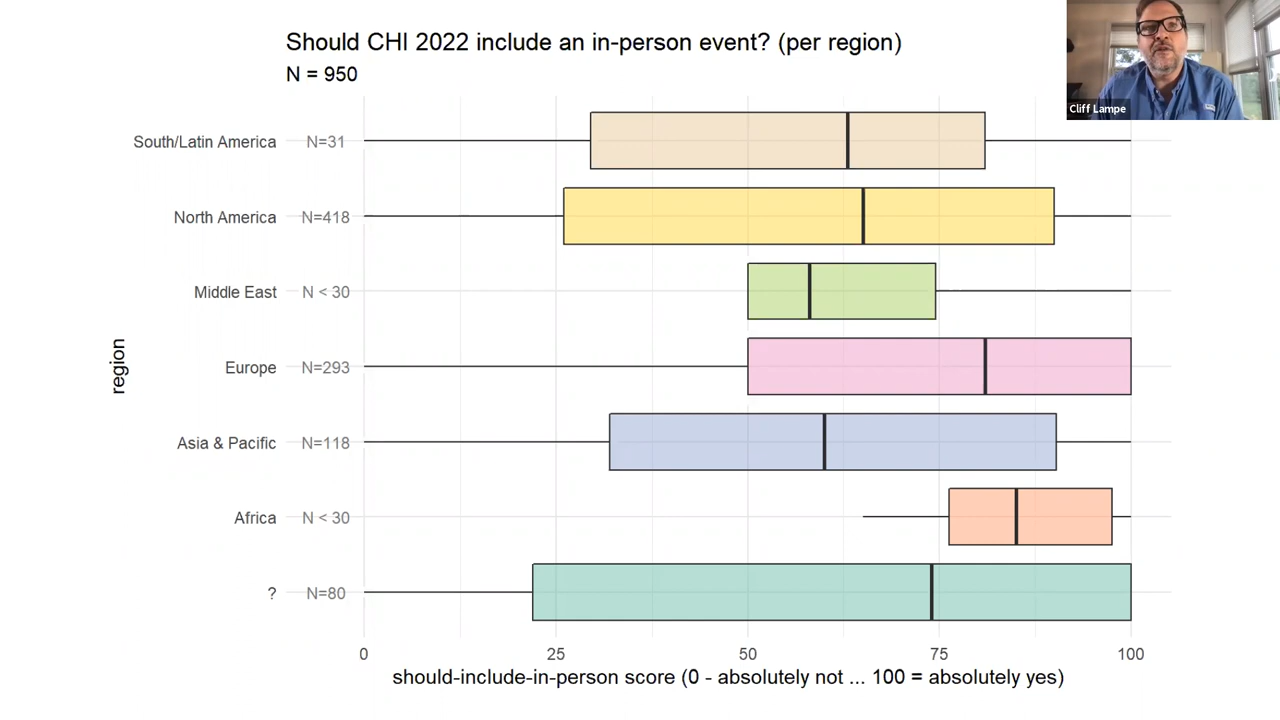 Should CHI 2022 include an in-person event? (per region)
N = 950
Cliff Lampe
South/Latin America N=31
North America N=418
Middle East N < 30
region
Europe N=293
Asia & Pacific N=118
Africa N < 30
? N=80
0 25 50 75 100
should-include-in-person score (0 - absolutely not ... 100 = absolutely yes)